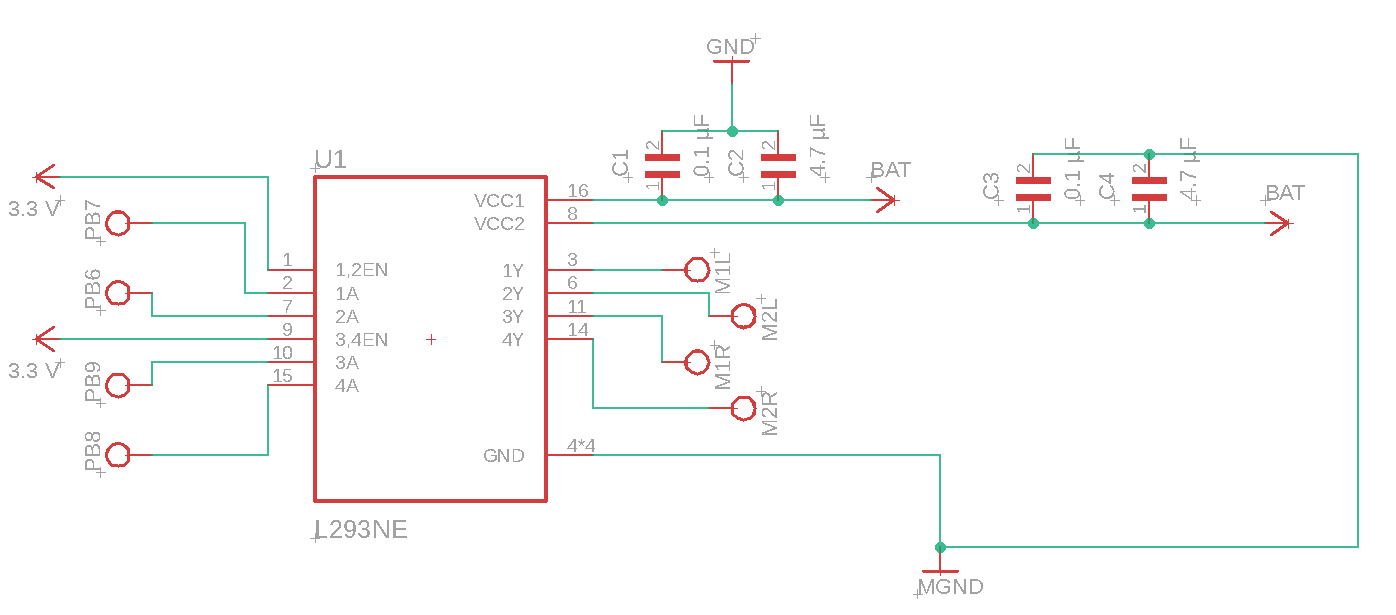 GND
U1
C1
2
1
0.1 µF
C2
2
1
4.7 µF
BAT
C3
2
1
0.1 µF
C4
2
1
4.7 µF
BAT
3.3 V
PB7
PB6
3.3 V
PB9
PB8
1
2
7
9
10
15
1,2EN
1A
2A
3,4EN
3A
4A
VCC1
VCC2
1Y
2Y
3Y
4Y
GND
16
8
3
6
11
14
4*4
M1L
M2L
M1R
M2R
L293NE
MGND